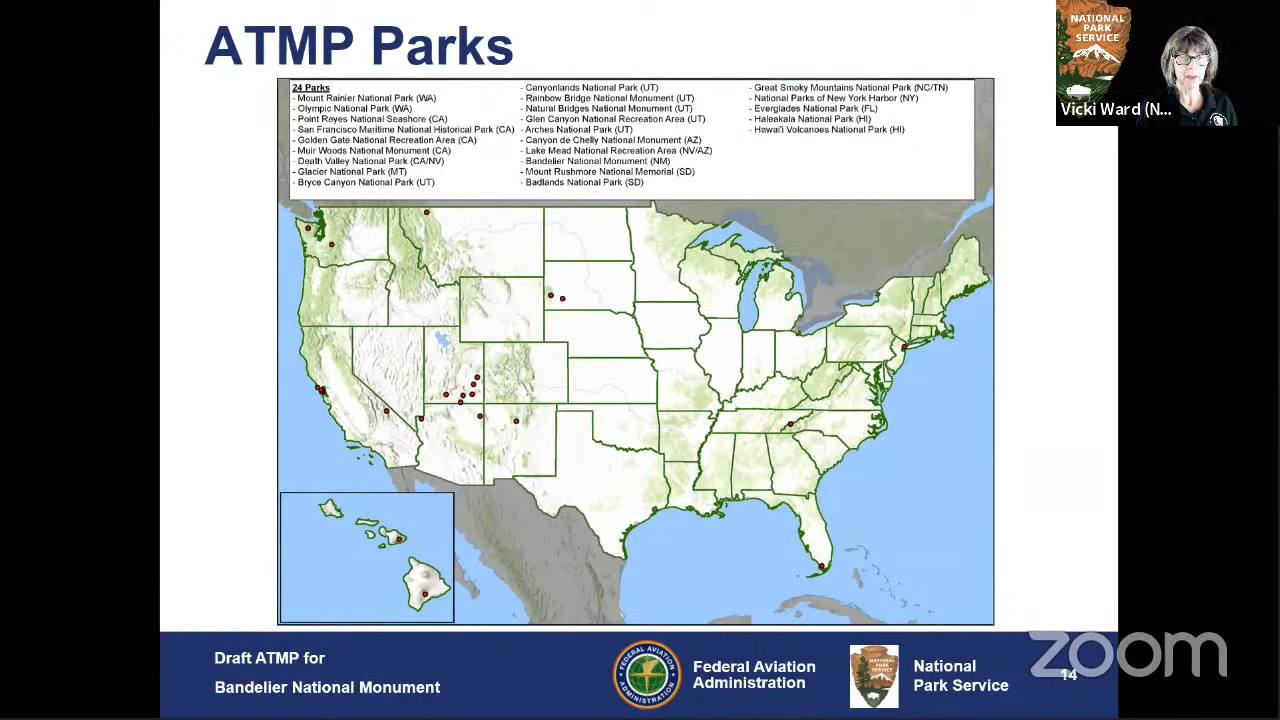 ATMP Parks
24 Parks
- Mount Rainier National Park (WA)
- Olympic National Park (WA)
- Point Reyes National Seashore (CA)
- San Francisco Maritime National Historical Park (CA)
- Golden Gate National Recreation Area (CA)
- Muir Woods National Monument (CA)
- Death Valley National Park (CA/NV)
- Glacier National Park (MT)
- Bryce Canyon National Park (UT)
- Canyonlands National Park (UT)
- Rainbow Bridge National Monument (UT)
- Natural Bridges National Monument (UT)
- Glen Canyon National Recreation Area (UT)
- Arches National Park (UT)
- Canyon de Chelly National Monument (AZ)
- Lake Mead National Recreation Area (NV/AZ)
- Bandelier National Monument (NM)
- Mount Rushmore National Memorial (SD)
- Badlands National Park (SD)
- Great Smoky Mountains National Park (NC/TN)
- National Parks of New York Harbor (NY)
- Everglades National Park (FL)
- Haleakala National Park (HI)
- Hawai'i Volcanoes National Park (HI)
NATIONAL
PARK
SERVICE
Vicki Ward (N...
Draft ATMP for
Bandelier National Monument
FEDERAL AVIATION
ADMINISTRATION
Federal Aviation
Administration
NATIONAL
PARK
SERVICE
National
Park Service
14
zoom